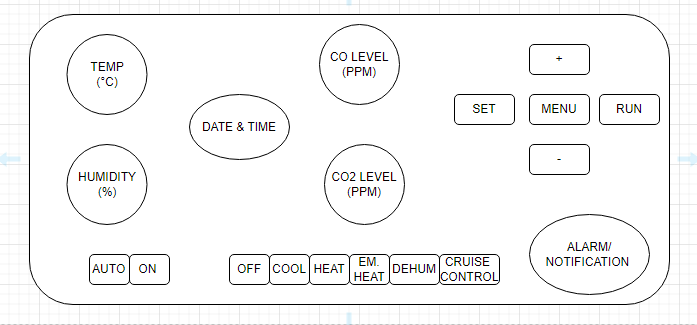 TEMP
(°C)
CO LEVEL
(PPM)
+
SET
MENU
RUN
DATE & TIME
-
HUMIDITY
(%)
CO2 LEVEL
(PPM)
ALARM/
NOTIFICATION
AUTO
ON
OFF
COOL
HEAT
EM.
HEAT
DEHUM
CRUISE
CONTROL